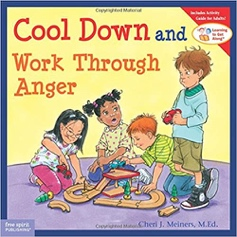 Cool Down and
Work Through
Anger
Includes Activity
Guide for Adults!
Learning
to Get
Along®
free spirit
PUBLISHING®
Cheri J. Meiners, M.Ed.